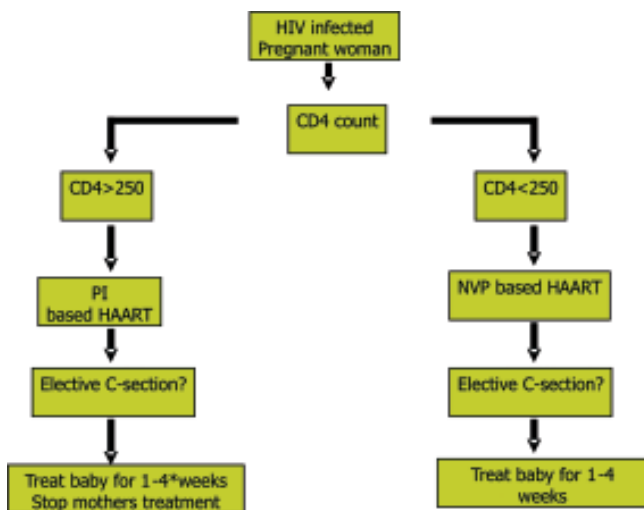 HIV infected
Pregnant woman
CD4 count
CD4>250
CD4<250
PI
based HAART
NVP based HAART
Elective C-section?
Elective C-section?
Treat baby for 1-4*weeks
Stop mothers treatment
Treat baby for 1-4
weeks